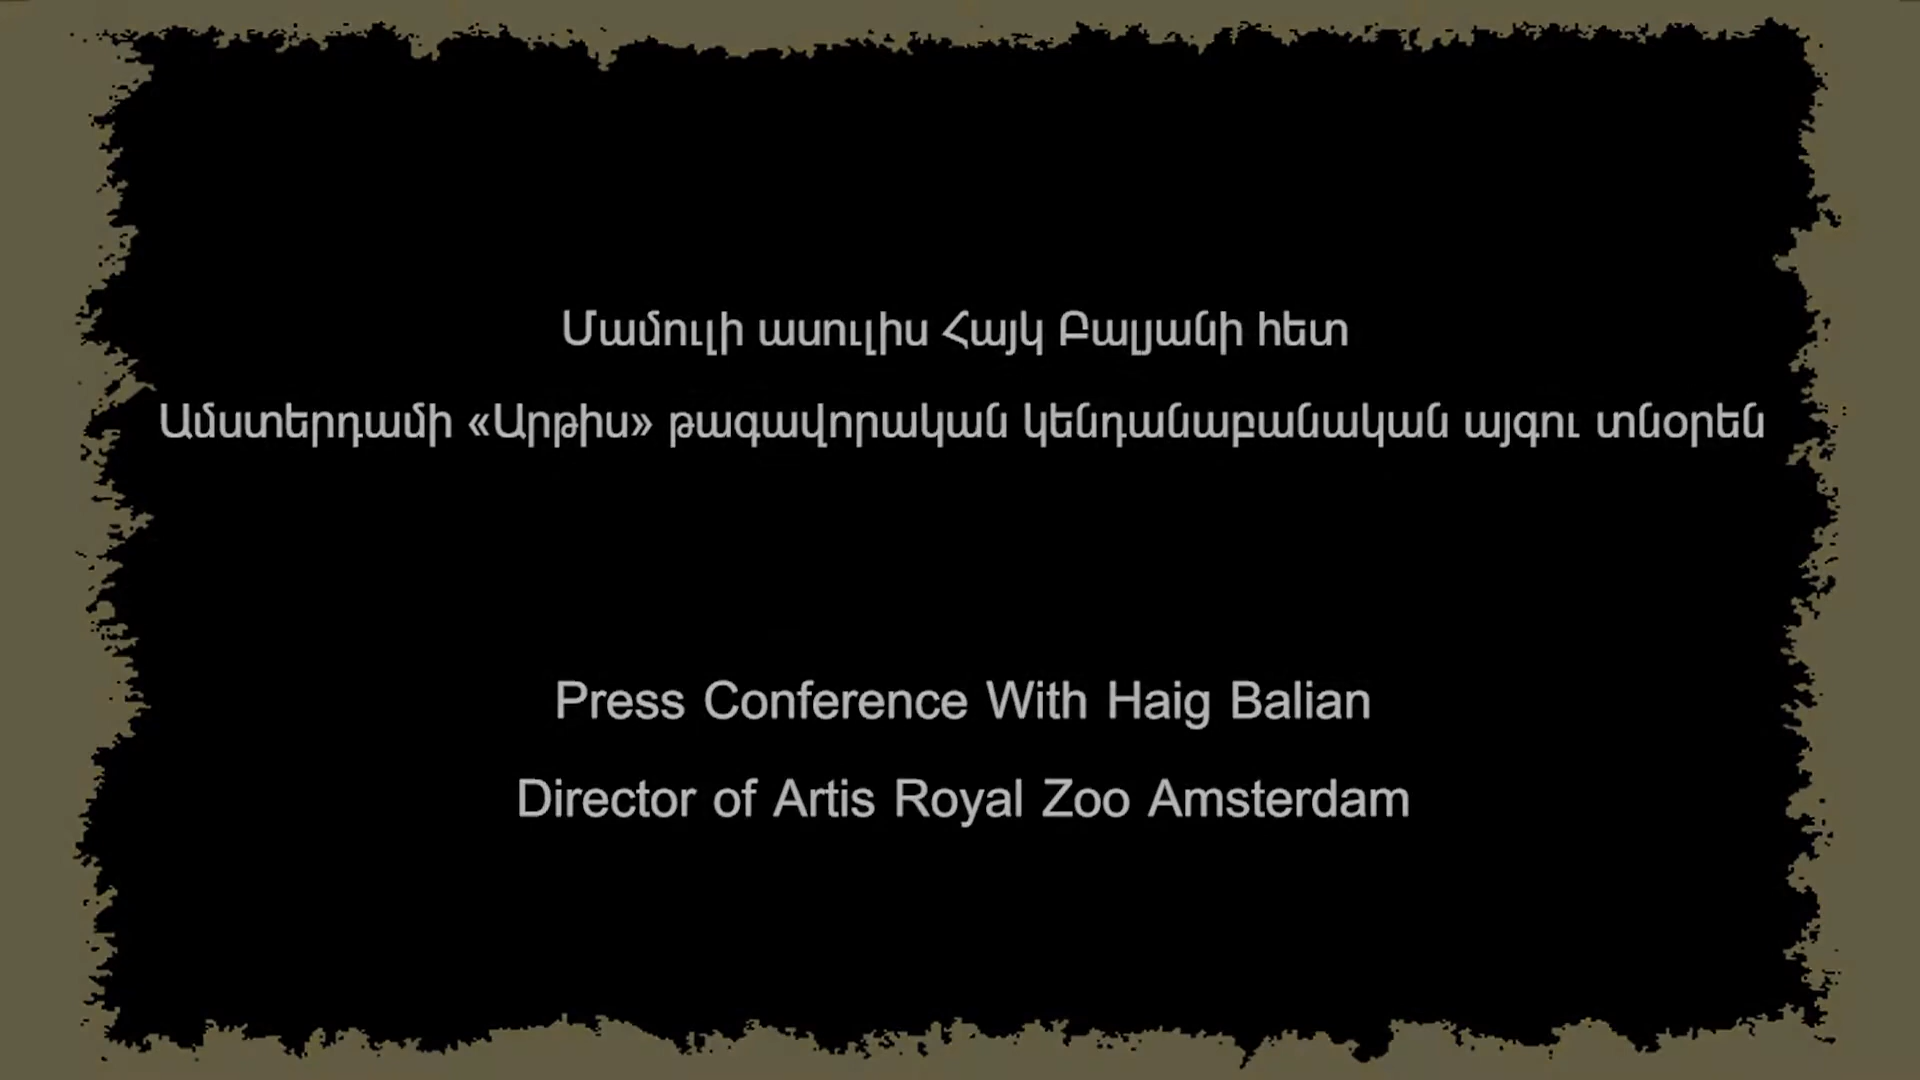 Մամուլի ասուլիս Հայկ Բալյանի հետ
Ամստերդամի «Արթիս» թագավորական կենդանաբանական այգու տնօրեն
Press Conference With Haig Balian
Director of Artis Royal Zoo Amsterdam